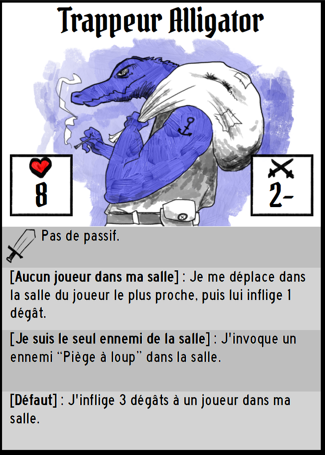 Trappeur Alligator
8
2-
Pas de passif.
[Aucun joueur dans ma salle] : Je me déplace dans
la salle du joueur le plus proche, puis lui inflige 1
dégât.
[Je suis le seul ennemi de la salle] : J'invoque un
ennemi “Piège à loup” dans la salle.
[Défaut] : J'inflige 3 dégâts à un joueur dans ma
salle.